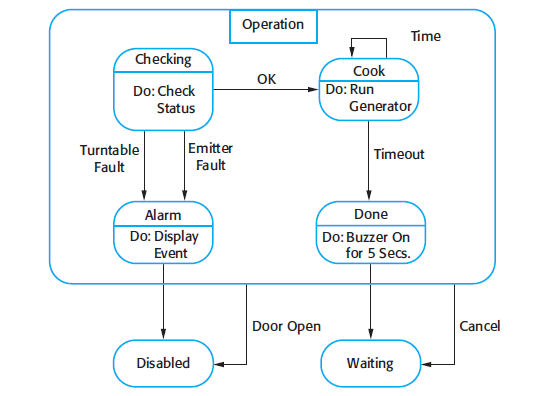 Operation
Time
Checking
Do: Check
Status
OK
Cook
Do: Run
Generator
Turntable
Fault
Emitter
Fault
Timeout
Alarm
Do: Display
Event
Done
Do: Buzzer On
for 5 Secs.
Door Open
Cancel
Disabled
Waiting